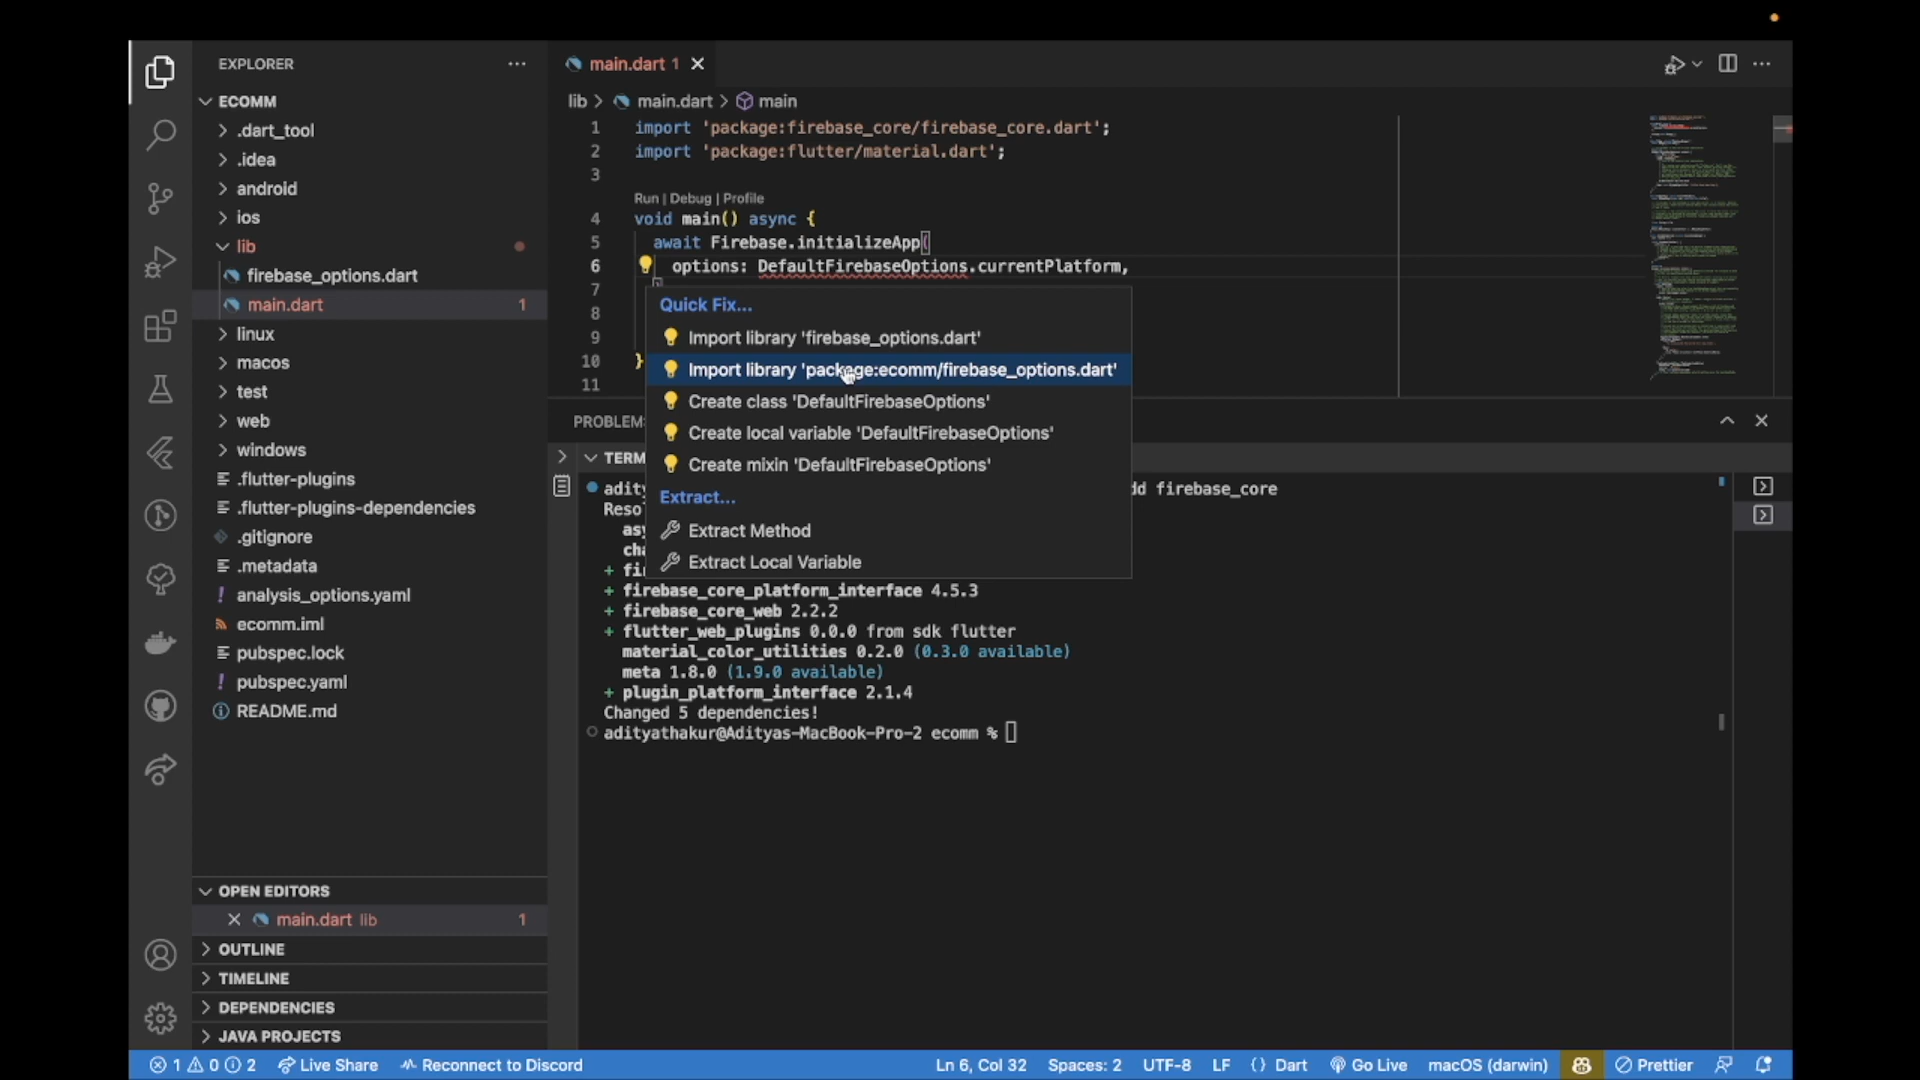 EXPLORER
ECOMM
.dart_tool
.idea
android
ios
lib
firebase_options.dart
main.dart 1
linux
macos
test
web
windows
.flutter-plugins
.flutter-plugins-dependencies
.gitignore
.metadata
! analysis_options.yaml
ecomm.iml
pubspec.lock
! pubspec.yaml
README.md
OPEN EDITORS
main.dart lib 1
OUTLINE
TIMELINE
DEPENDENCIES
JAVA PROJECTS
main.dart 1
lib > main.dart > main
1 import 'package:firebase_core/firebase_core.dart';
2 import 'package:flutter/material.dart';
3
Run | Debug | Profile
4 void main() async {
5 await Firebase.initializeApp(
6 options: DefaultFirebaseOptions.currentPlatform,
7 )
8
9
10 }
11
Quick Fix...
Import library 'firebase_options.dart'
Import library 'package:ecomm/firebase_options.dart'
Create class 'DefaultFirebaseOptions'
Create local variable 'DefaultFirebaseOptions'
Create mixin 'DefaultFirebaseOptions'
Extract...
Extract Method
Extract Local Variable
firebase_core
+ firebase_core_platform_interface 4.5.3
+ firebase_core_web 2.2.2
+ flutter_web_plugins 0.0.0 from sdk flutter
material_color_utilities 0.2.0 (0.3.0 available)
meta 1.8.0 (1.9.0 available)
+ plugin_platform_interface 2.1.4
Changed 5 dependencies!
adityathakur@Adityas-MacBook-Pro-2 ecomm %
1 0 2 Live Share Reconnect to Discord Ln 6, Col 32 Spaces: 2 UTF-8 LF {} Dart Go Live macOS (darwin) Prettier